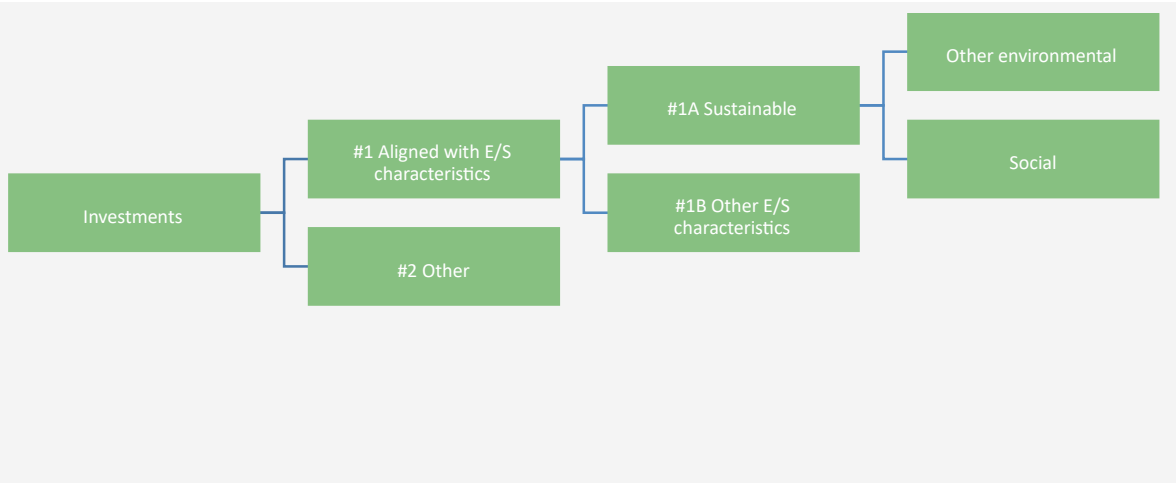 Investments
#1 Aligned with E/S
characteristics
#2 Other
#1A Sustainable
#1B Other E/S
characteristics
Other environmental
Social